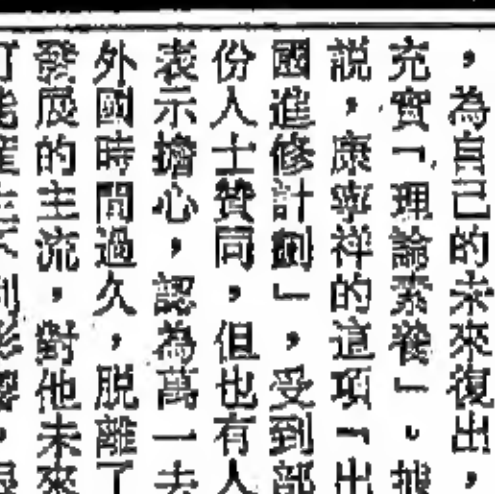 ，為自己的未來復出，
充實「理論素養」。據
説，康寧祥的這項「出
國進修計劃」，受到部
份人士贊同，但也有人
表示擔心，認為萬一去
外國時間過久，脱離了
發展的主流，對他未來